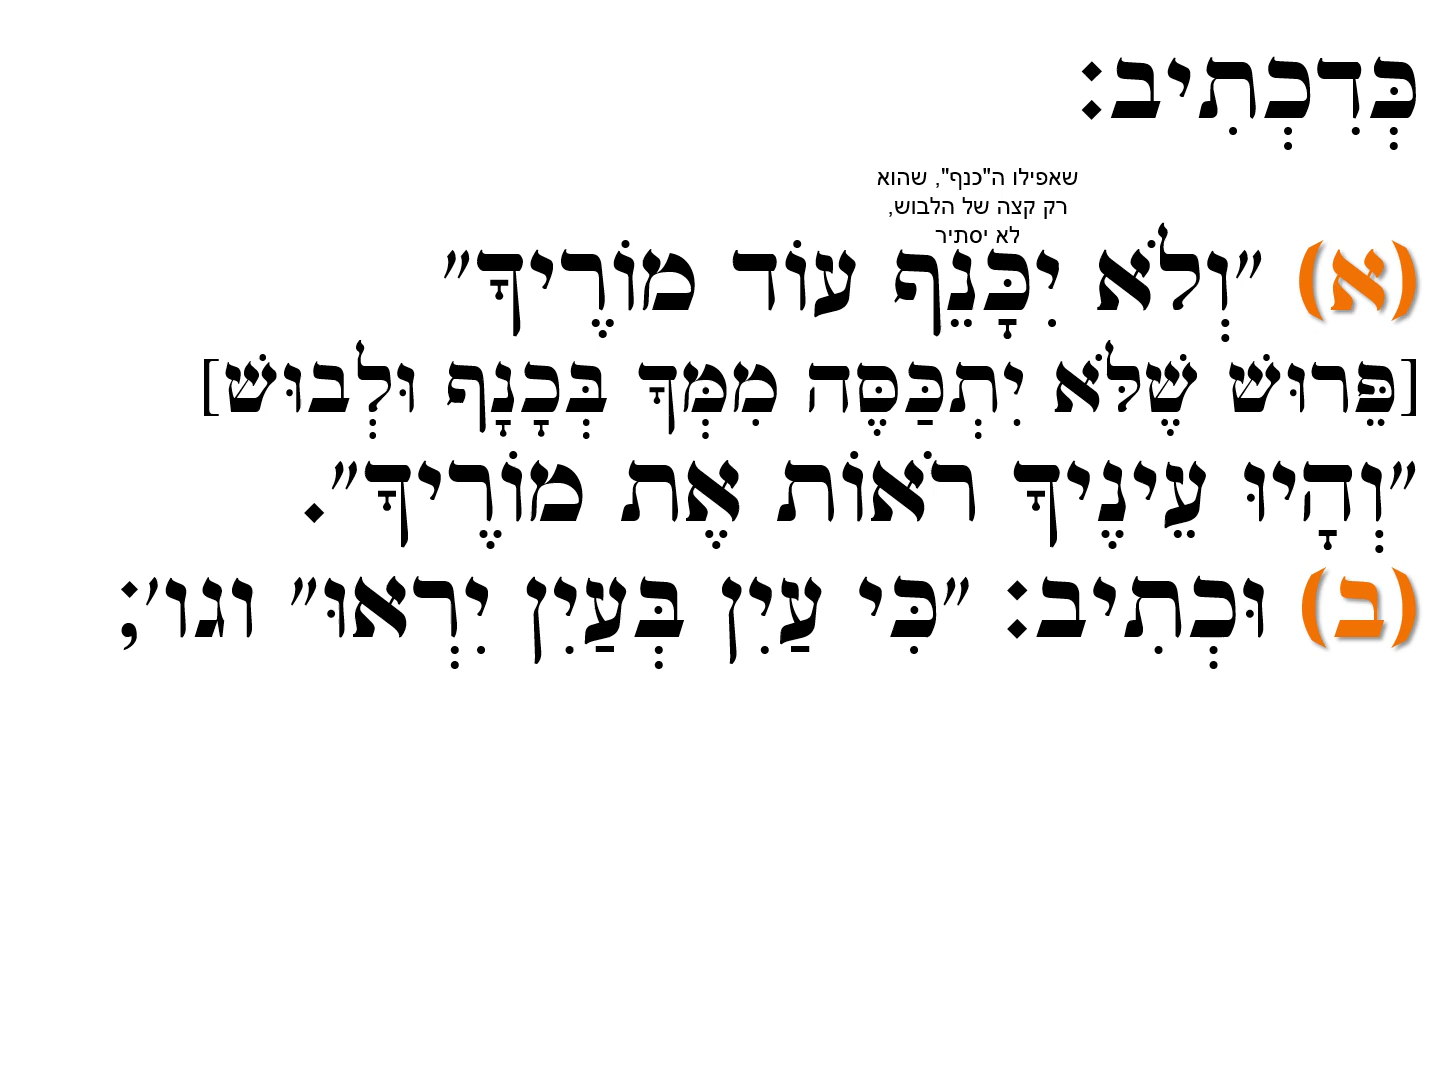 כְּדִכְתִיב:
שאפילו ה"כנף", שהוא
רק קצה של הלבוש,
לא יסתיר
(א) "וְלֹא יִכָּנֵף עוֹד מוֹרֶיךָ"
[פֵּרוּשׁ שֶׁלֹּא יִתְכַּסֶּה מִמְּךָ בְּכָנָף וּלְבוּשׁ]
"וְהָיוּ עֵינֶיךָ רֹאוֹת אֶת מוֹרֶיךָ".
(ב) וּכְתִיב: "כִּי עַיִן בְּעַיִן יִרְאוּ" וגו';